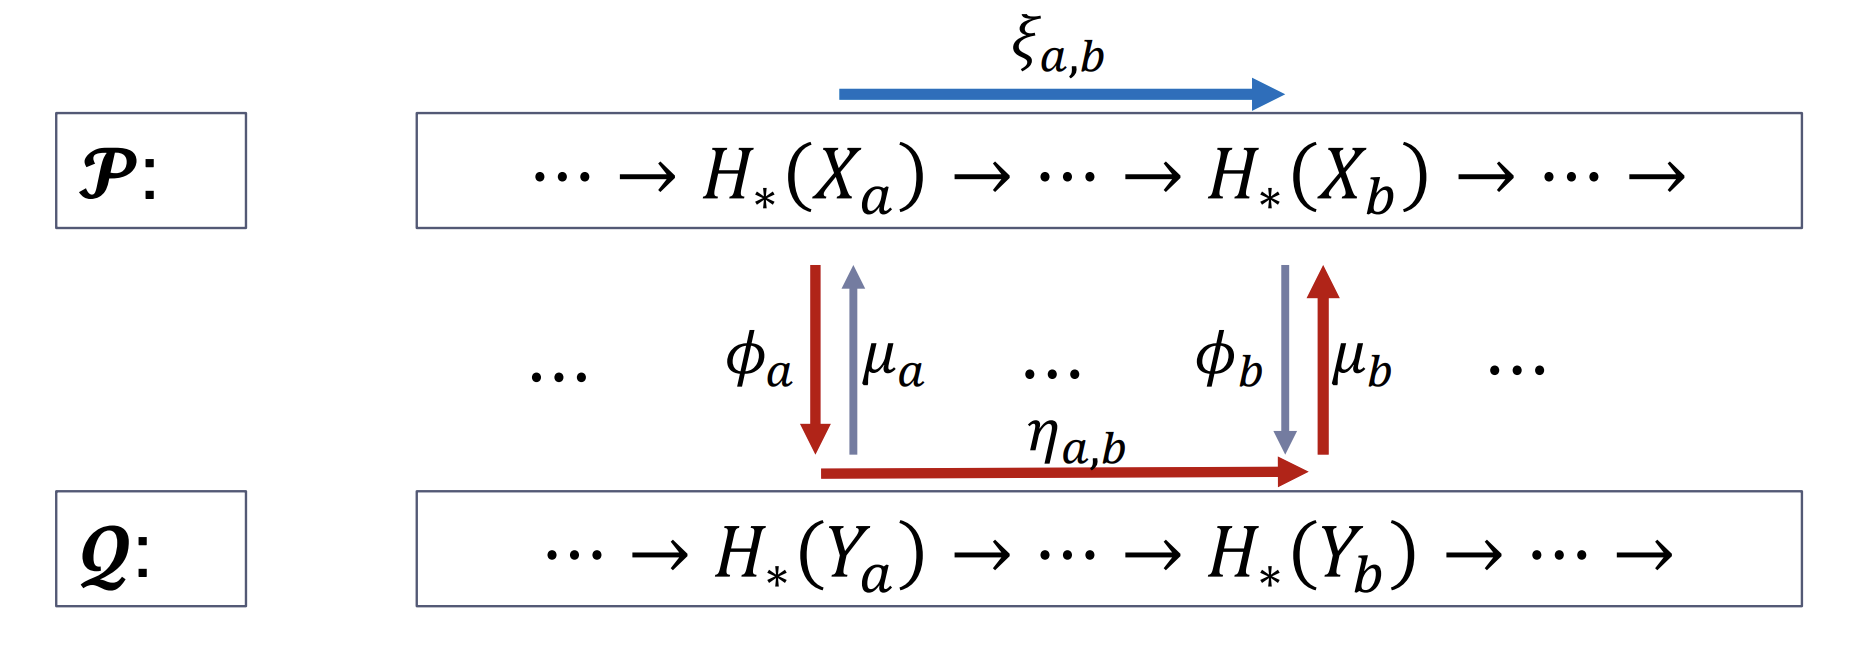 ξ_{a,b}
𝓟: ⋯ → H_*(X_a) → ⋯ → H_*(X_b) → ⋯ →
⋯ ϕ_a μ_a ⋯ ϕ_b μ_b ⋯
η_{a,b}
𝓠: ⋯ → H_*(Y_a) → ⋯ → H_*(Y_b) → ⋯ →